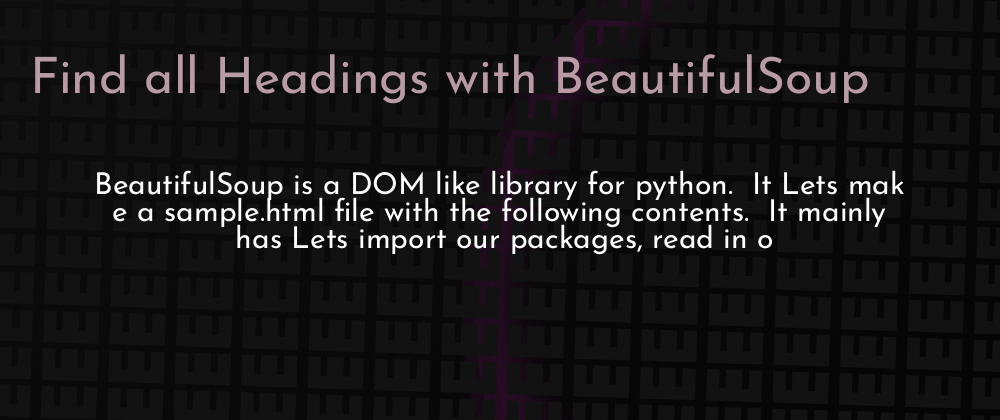 Find all Headings with BeautifulSoup
BeautifulSoup is a DOM like library for python.  It Lets mak
e a sample.html file with the following contents.  It mainly
has Lets import our packages, read in o